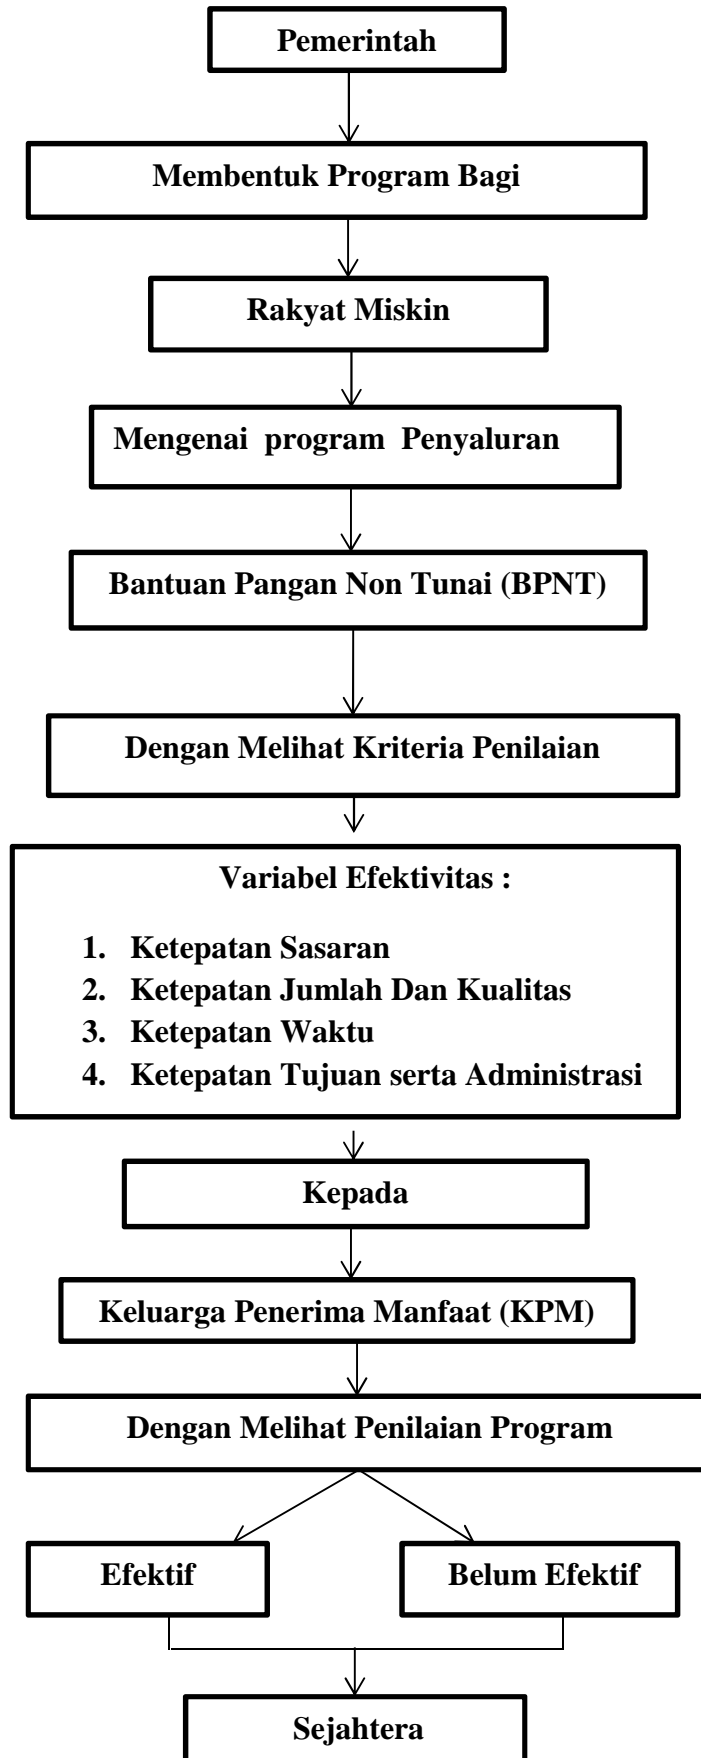 Pemerintah
Membentuk Program Bagi
Rakyat Miskin
Mengenai program Penyaluran
Bantuan Pangan Non Tunai (BPNT)
Dengan Melihat Kriteria Penilaian
Variabel Efektivitas :
1. Ketepatan Sasaran
2. Ketepatan Jumlah Dan Kualitas
3. Ketepatan Waktu
4. Ketepatan Tujuan serta Administrasi
Kepada
Keluarga Penerima Manfaat (KPM)
Dengan Melihat Penilaian Program
Efektif
Belum Efektif
Sejahtera